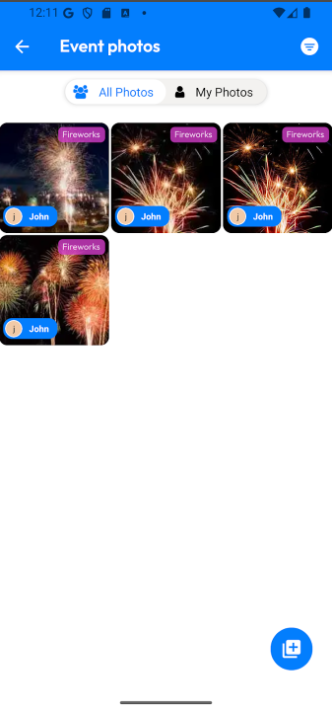 12:11
Event photos
All Photos
My Photos
Fireworks
Fireworks
Fireworks
j John
j John
j John
Fireworks
j John